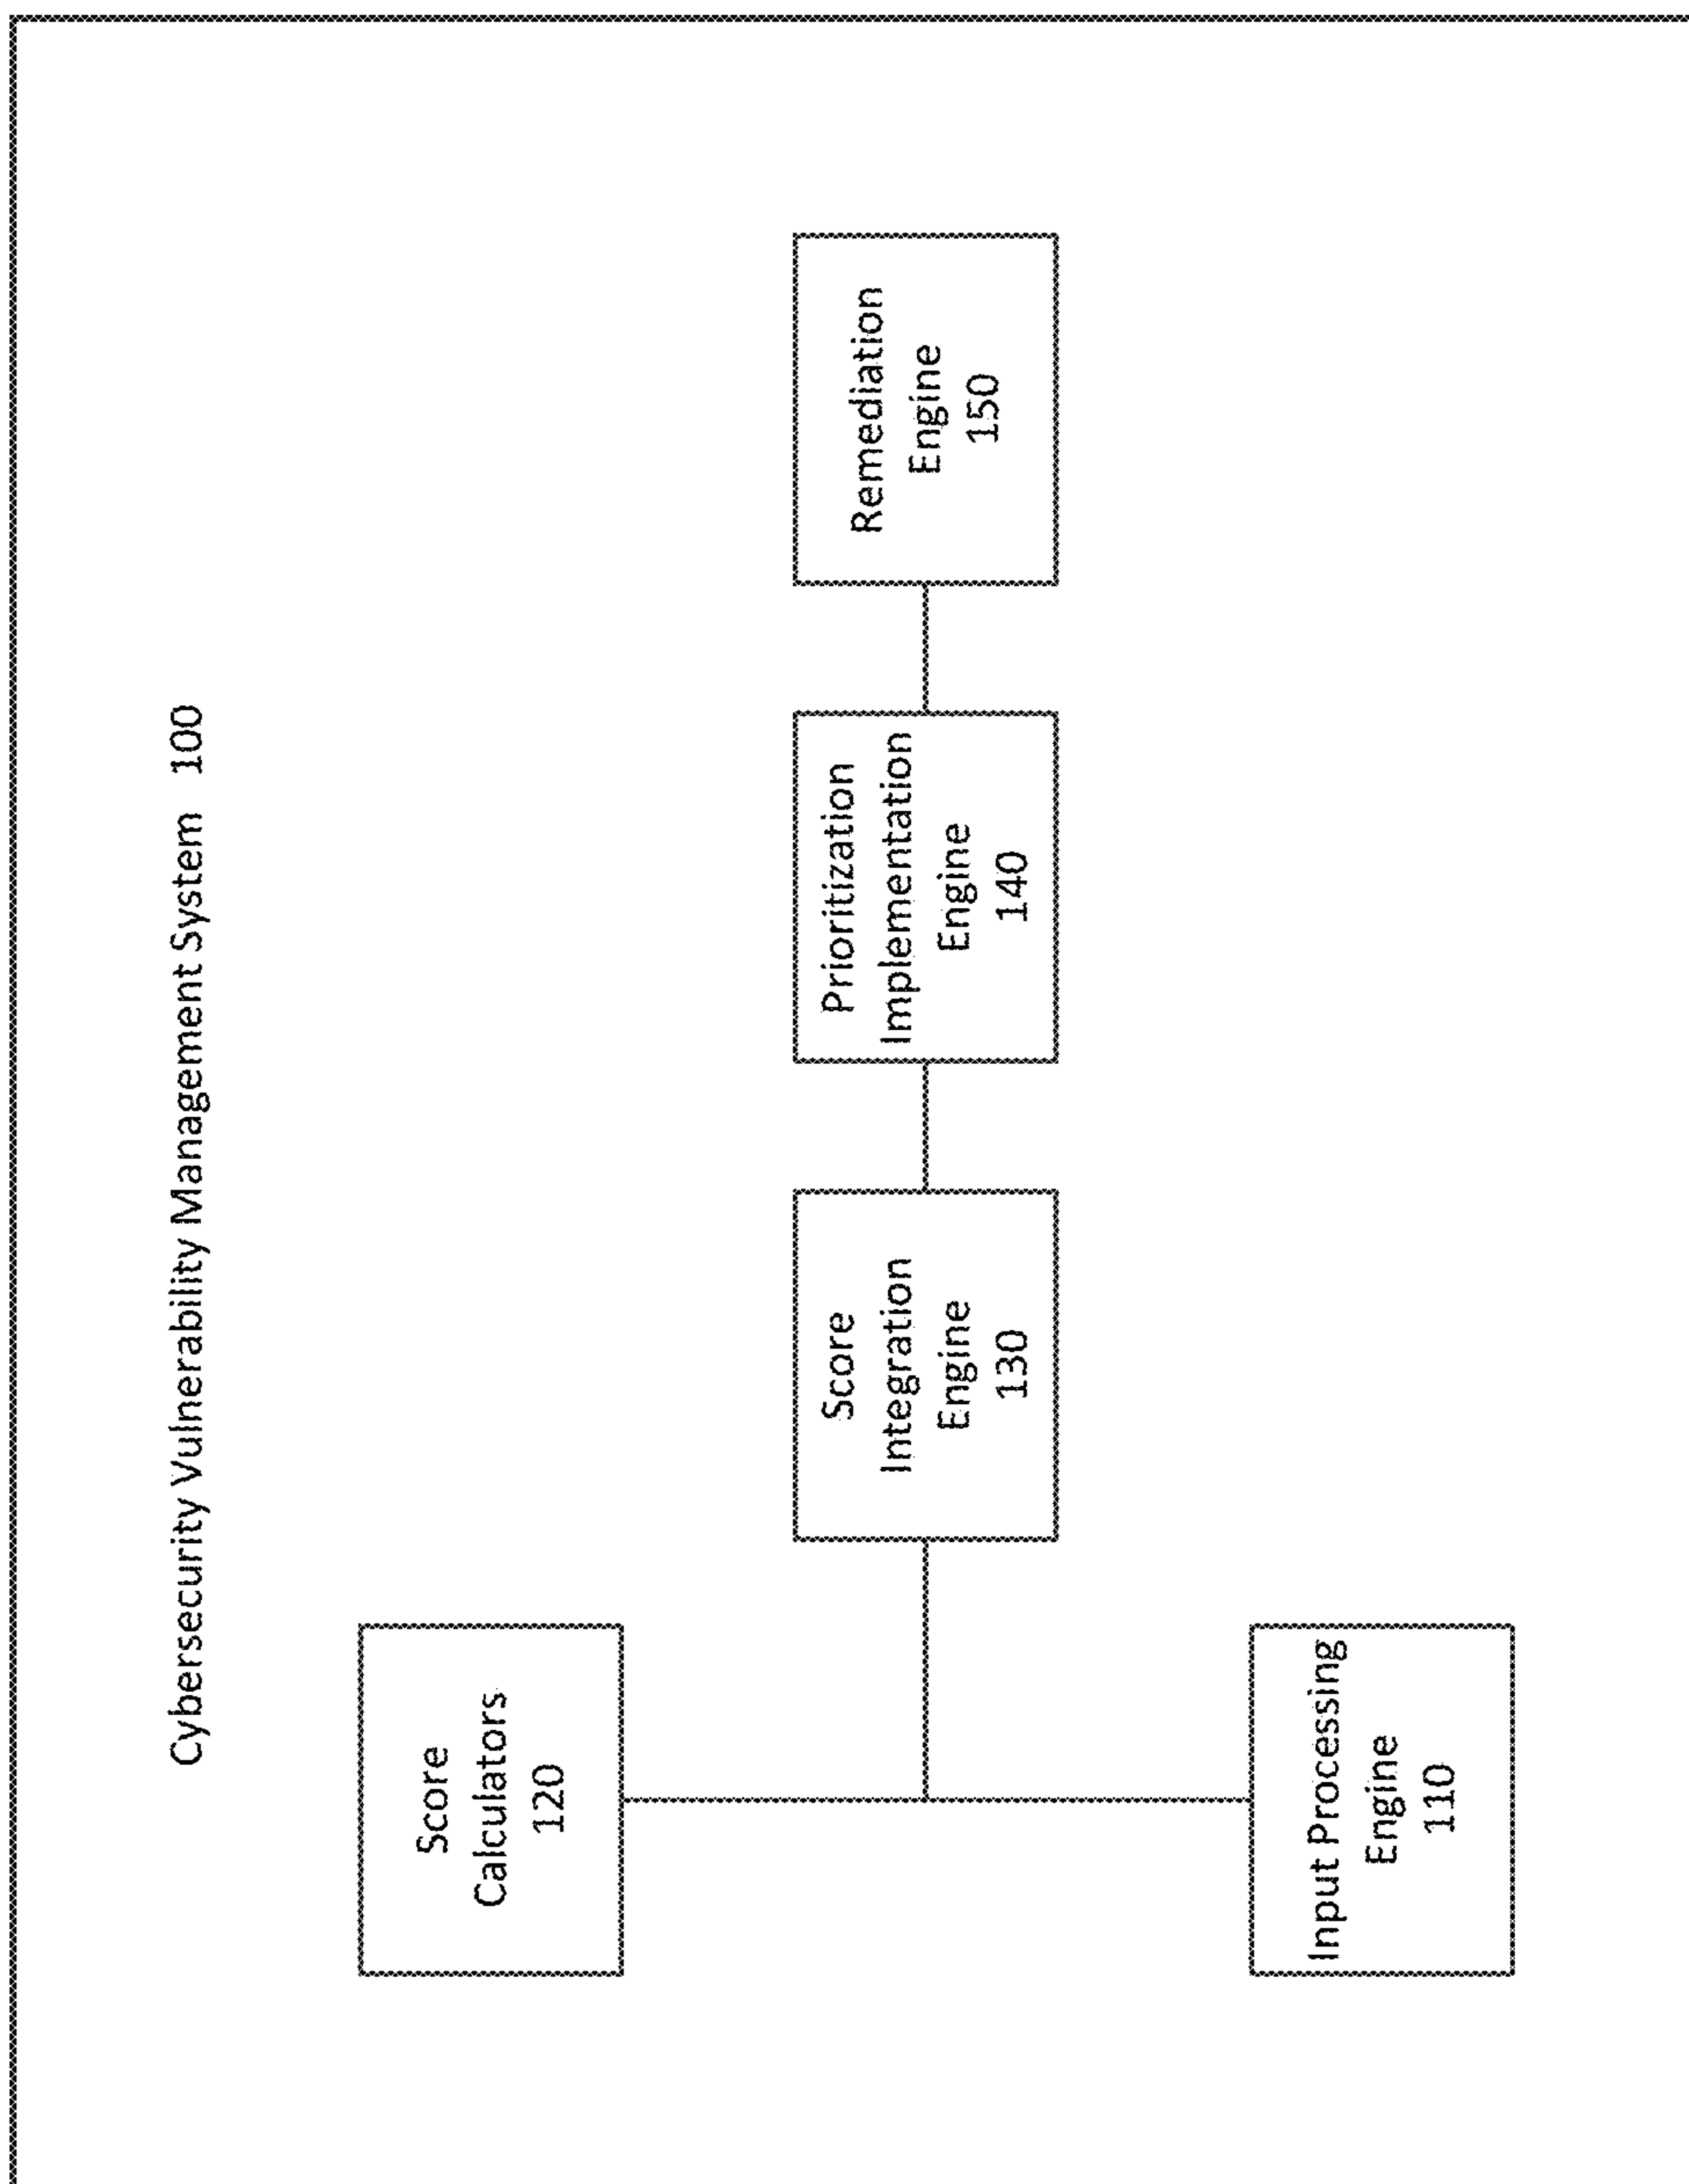 Cybersecurity Vulnerability Management System 100
Score
Calculators
120
Input Processing
Engine
110
Score
Integration
Engine
130
Prioritization
Implementation
Engine
140
Remediation
Engine
150